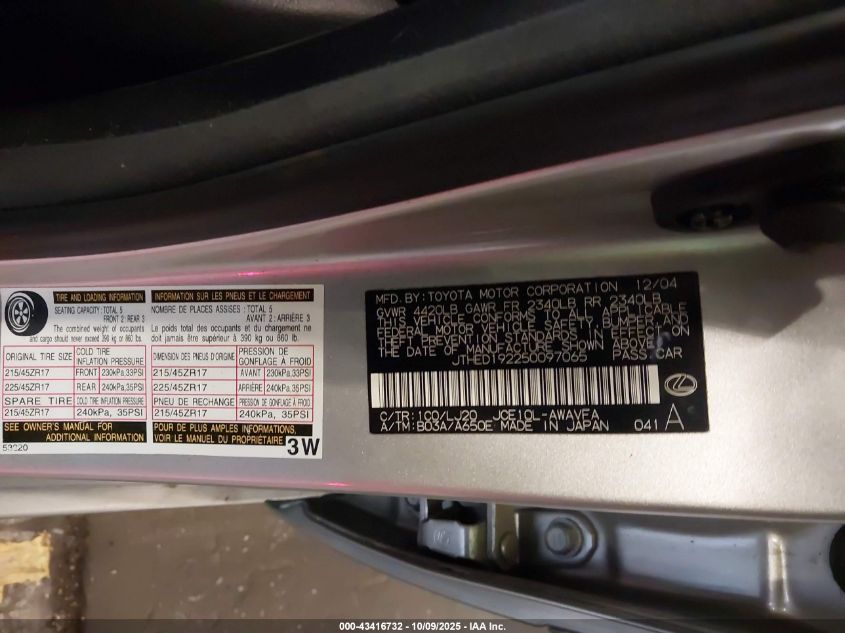 TIRE AND LOADING INFORMATION
SEATING CAPACITY : TOTAL 5
FRONT 2 : REAR 3
The combined weight of occupants
and cargo should never exceed 390 kg or 860 lbs.
INFORMATION SUR LES PNEUS ET LE CHARGEMENT
NOMBRE DE PLACES ASSISES : TOTAL 5
AVANT 2 : ARRIÈRE 3
Le poids total des occupants et du chargement ne
doit jamais être supérieur à 390 kg ou 860 lb.
ORIGINAL TIRE SIZE COLD TIRE INFLATION PRESSURE
215/45ZR17 FRONT 230kPa,33PSI
225/45ZR17 REAR 240kPa,35PSI
SPARE TIRE COLD TIRE INFLATION PRESSURE
215/45ZR17 240kPa, 35PSI
SEE OWNER'S MANUAL FOR
ADDITIONAL INFORMATION
DIMENSION DES PNEUS D'ORIGINE PRESSION DE GONFLAGE À FROID
215/45ZR17 AVANT 230kPa,33PSI
225/45ZR17 ARRIÈRE 240kPa,35PSI
PNEU DE RECHANGE PRESSION DE GONFLAGE À FROID
215/45ZR17 240kPa, 35PSI
POUR DE PLUS AMPLES INFORMATIONS,
VOIR LE MANUEL DU PROPRIÉTAIRE
3W
MFD. BY: TOYOTA MOTOR CORPORATION 12/04
GVWR 4420LB GAWR FR 2340LB RR 2340LB
THIS VEHICLE CONFORMS TO ALL APPLICABLE
FEDERAL MOTOR VEHICLE SAFETY, BUMPER, AND
THEFT PREVENTION STANDARDS IN EFFECT ON
THE DATE OF MANUFACTURE SHOWN ABOVE.
JTHED192250097065 PASS. CAR
C/TR: 1C0/LJ20 JCE10L-AWAVEA
A/TM: B03A/A650E MADE IN JAPAN 041 A
000-43416732 - 10/09/2025 - IAA Inc.